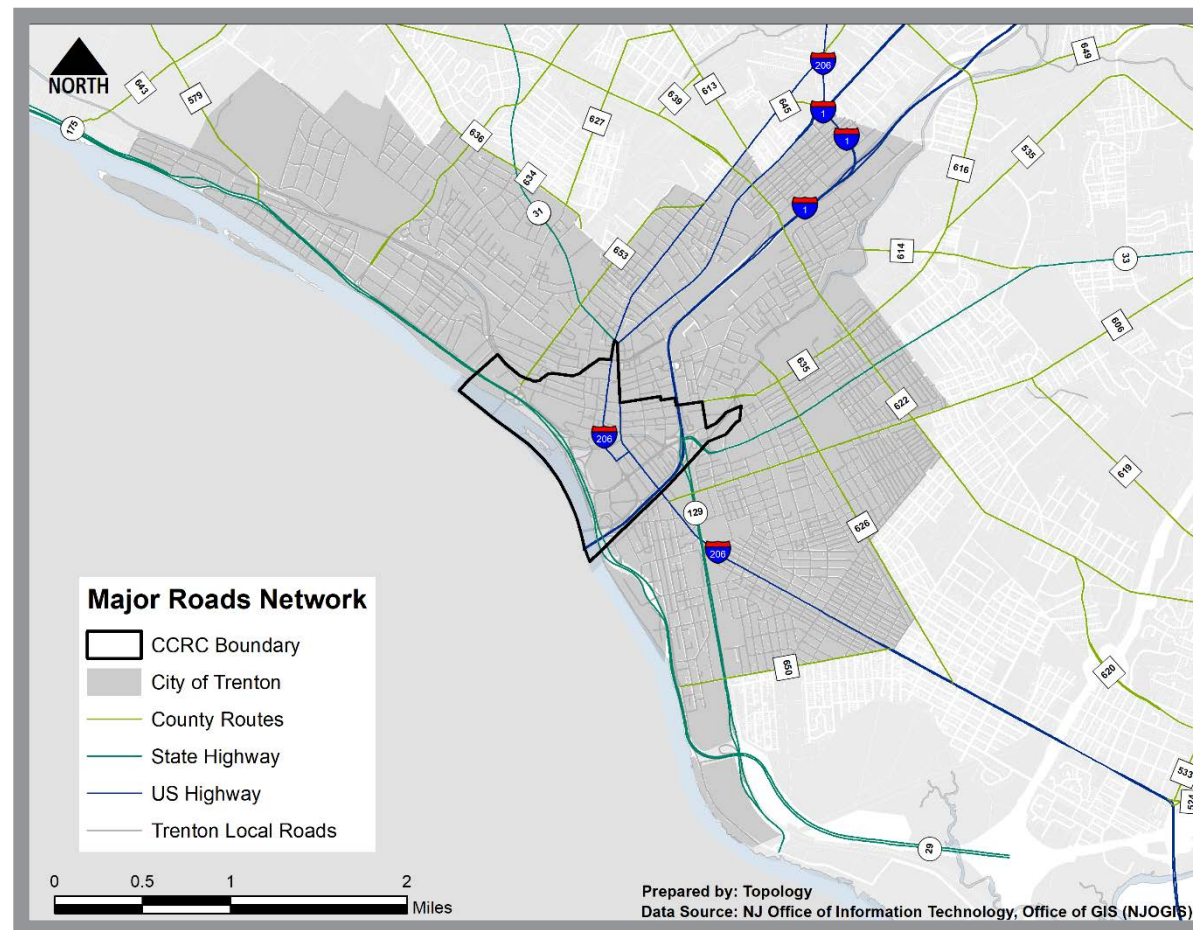 NORTH
206
649
643
579
639
613
645
1
1
627
535
175
636
616
634
1
31
653
614
33
606
635
622
206
619
129
626
206
Major Roads Network
CCRC Boundary
City of Trenton
County Routes
State Highway
US Highway
Trenton Local Roads
650
620
533
524
29
0 0.5 1 2
Miles
Prepared by: Topology
Data Source: NJ Office of Information Technology, Office of GIS (NJOGIS)